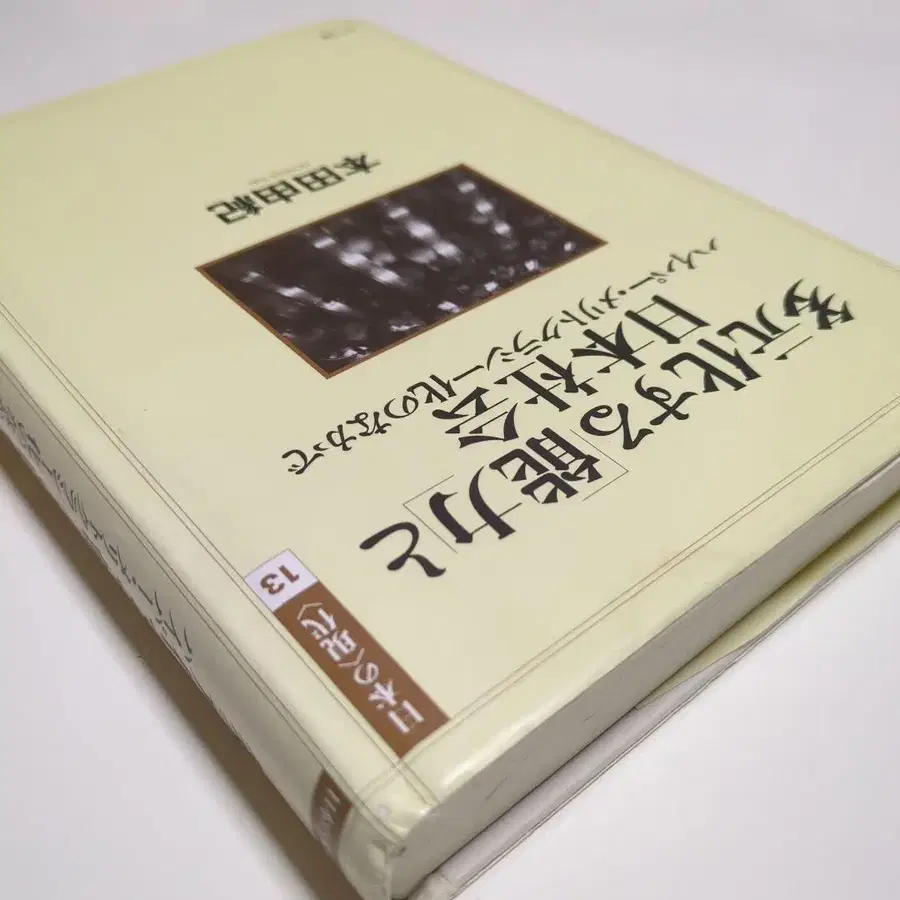 日本の〈現代〉
13
多元化する「能力」と
日本社会
ハイパー・メリトクラシー化のなかで
本田由紀